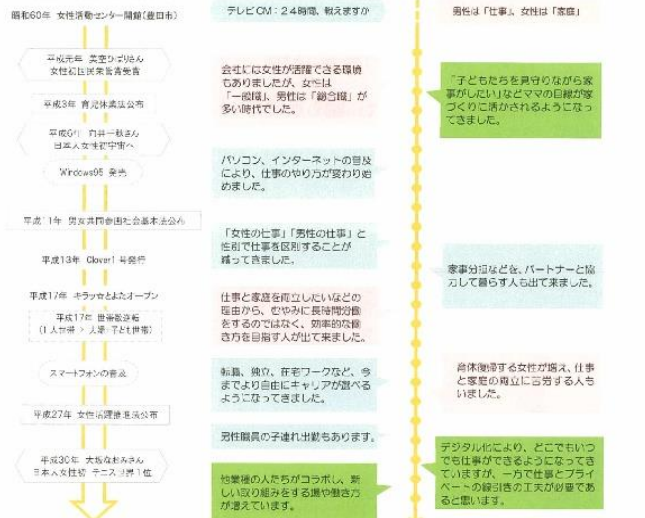 昭和60年 女性活動センター開館(豊田市)
平成元年 美空ひばりさん
女性初国民栄誉賞受賞
平成3年 育児休業法公布
平成6年 向井千秋さん
日本人女性初宇宙へ
Windows95 発売
平成11年 男女共同参画社会基本法公布
平成13年 Clover1号発行
平成17年 キラッ☆とよたオープン
平成17年 世帯数逆転
(1人世帯 > 夫婦・子ども世帯)
スマートフォンの普及
平成27年 女性活躍推進法公布
平成30年 大坂なおみさん
日本人女性初 テニス世界1位
テレビCM:24時間、戦えますか
会社には女性が活躍できる環境
もありましたが、女性は
「一般職」、男性は「総合職」が
多い時代でした。
パソコン、インターネットの普及
により、仕事のやり方が変わり始
めました。
「女性の仕事」「男性の仕事」と
性別で仕事を区別することが
減ってきました。
仕事と家庭を両立したいなどの
理由から、むやみに長時間労働
をするのではなく、効率的な働
き方を目指す人が出て来ました。
転職、独立、在宅ワークなど、今
までより自由にキャリアが選べる
ようになってきました。
男性職員の子連れ出勤もあります。
他業種の人たちがコラボし、新
しい取り組みをする場や働き方
が増えています。
男性は「仕事」、女性は「家庭」
「子どもたちを見守りながら家
事がしたい」などママの目線が家
づくりに活かされるようになっ
てきました。
家事分担などを、パートナーと協
力して暮らす人も出て来ました。
育休復帰する女性が増え、仕事
と家庭の両立に苦労する人も
いました。
デジタル化により、どこでもいつ
でも仕事ができるようになってき
ていますが、一方で仕事とプライ
ベートの線引きの工夫が必要であ
ると思います。